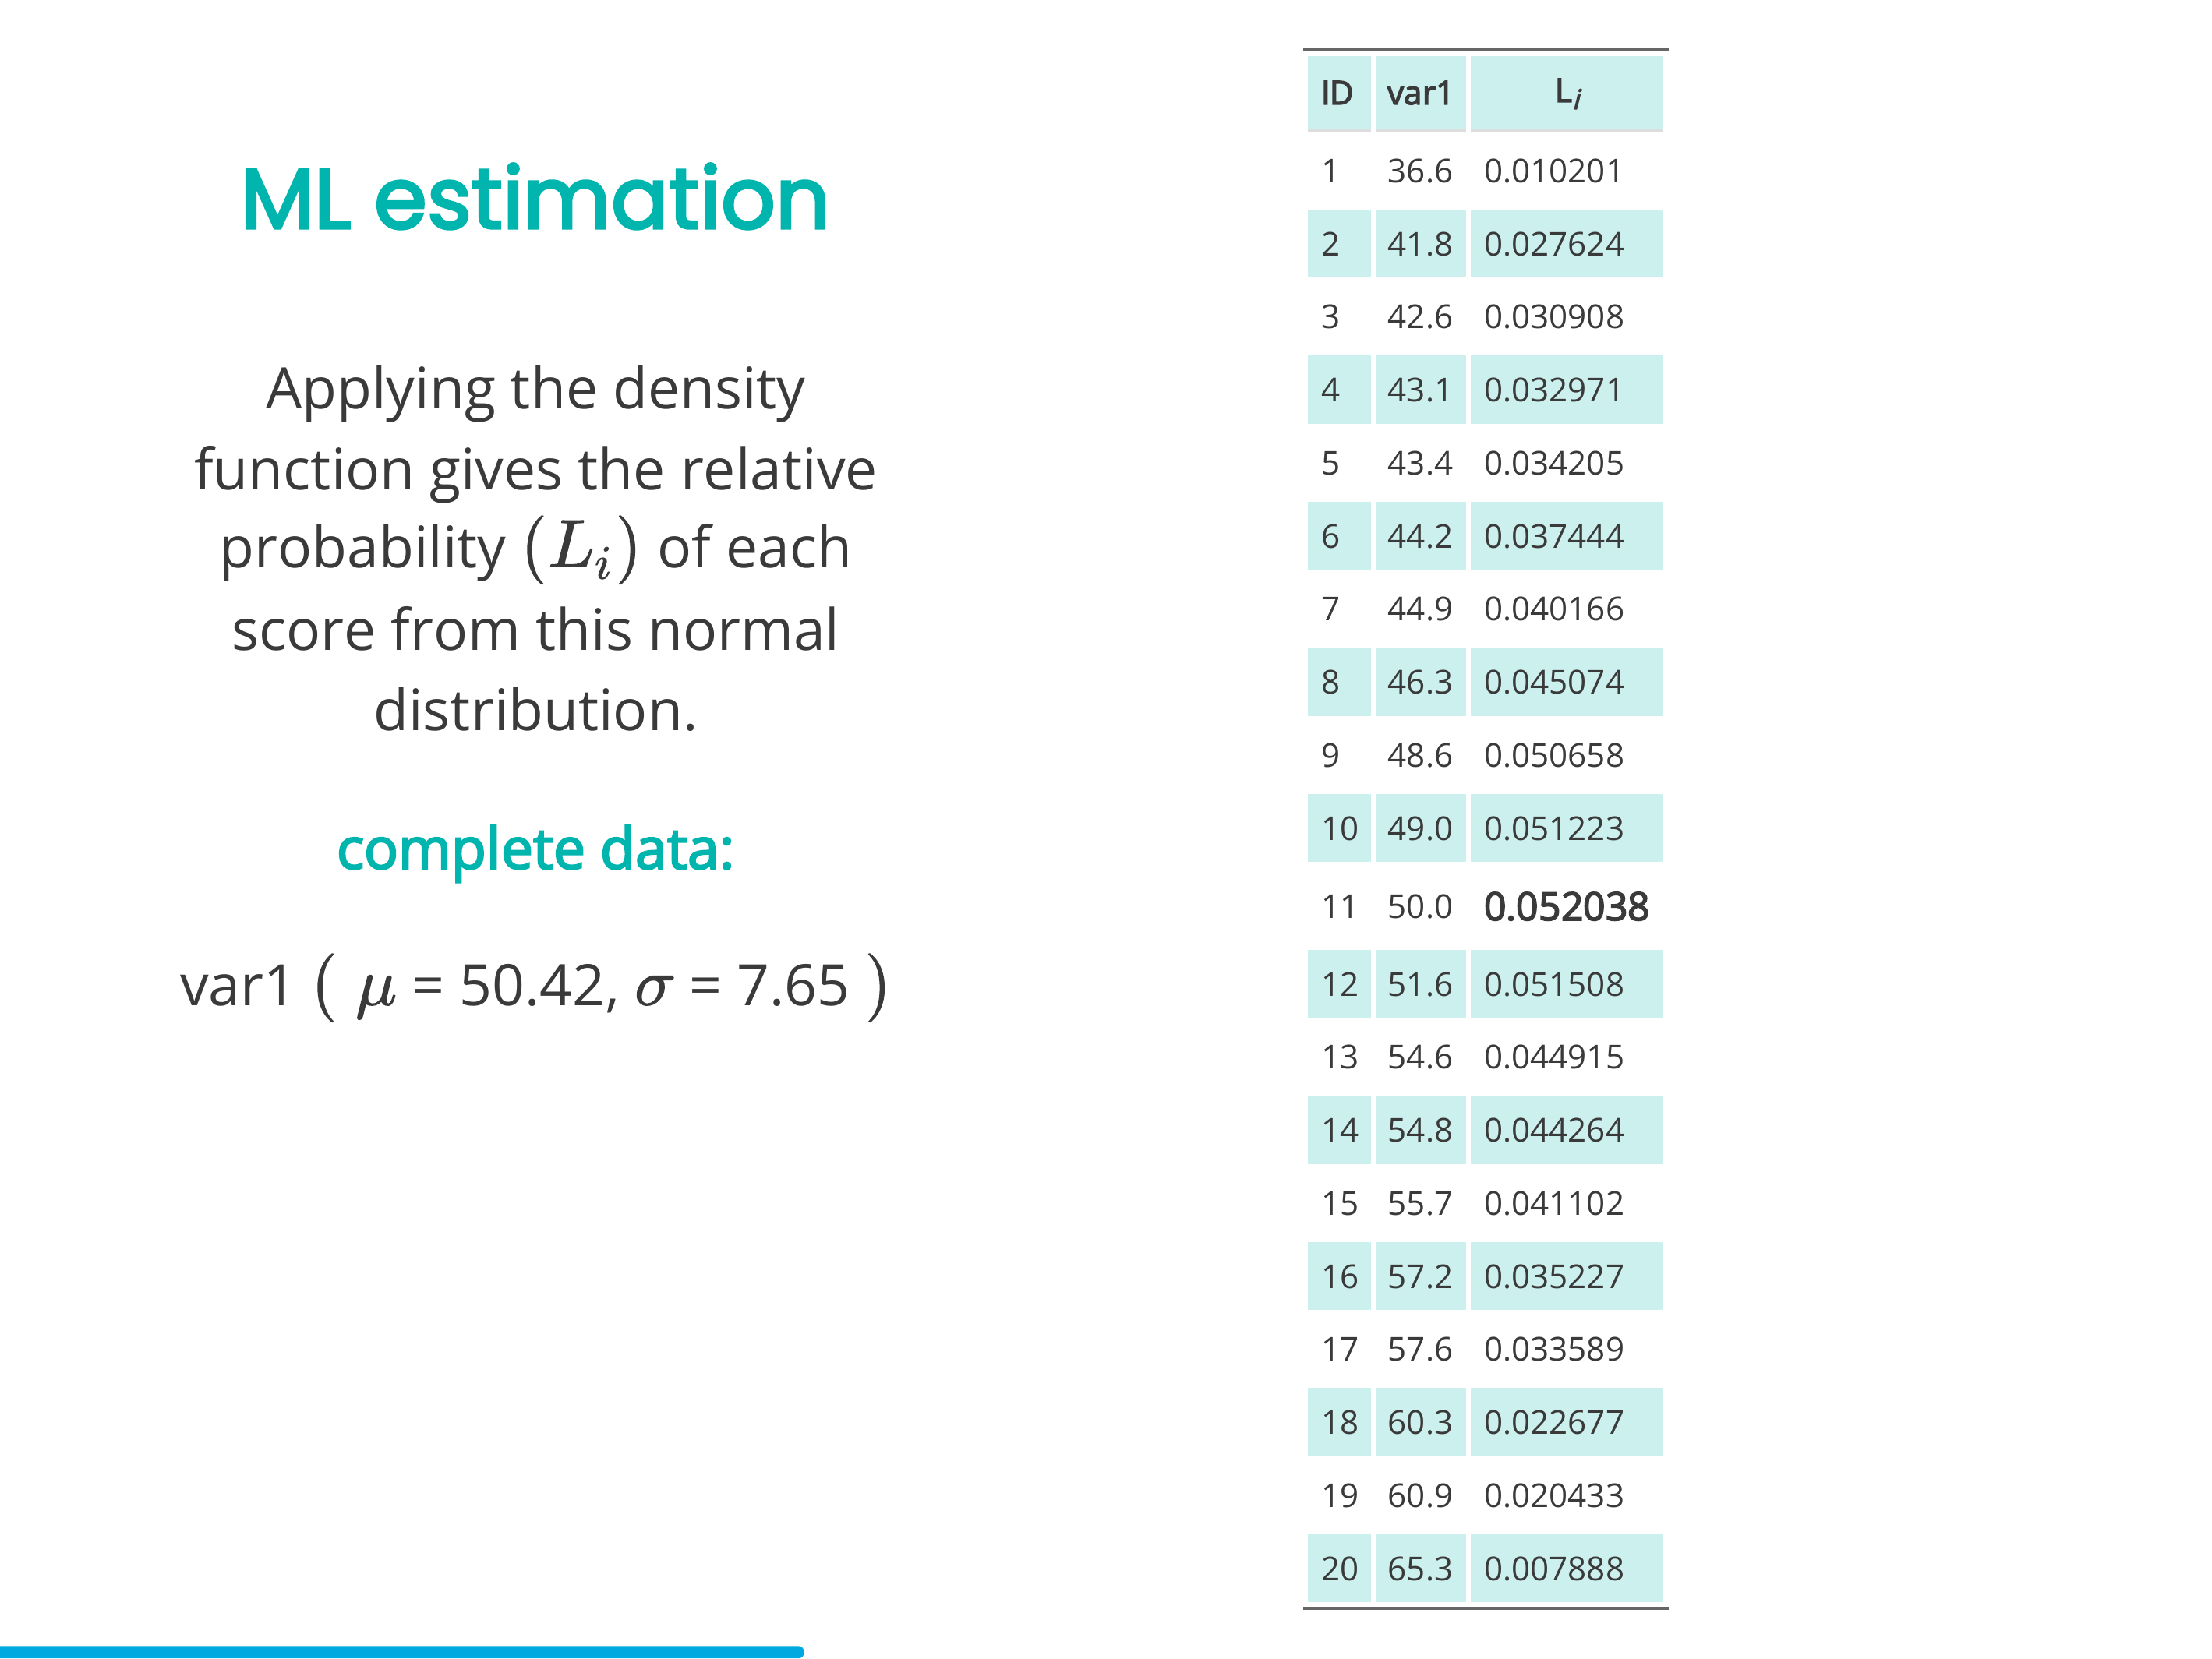 ML estimation
Applying the density
function gives the relative
probability (Lᵢ) of each
score from this normal
distribution.
complete data:
var1 ( μ = 50.42, σ = 7.65 )
ID var1 Lᵢ
1 36.6 0.010201
2 41.8 0.027624
3 42.6 0.030908
4 43.1 0.032971
5 43.4 0.034205
6 44.2 0.037444
7 44.9 0.040166
8 46.3 0.045074
9 48.6 0.050658
10 49.0 0.051223
11 50.0 0.052038
12 51.6 0.051508
13 54.6 0.044915
14 54.8 0.044264
15 55.7 0.041102
16 57.2 0.035227
17 57.6 0.033589
18 60.3 0.022677
19 60.9 0.020433
20 65.3 0.007888